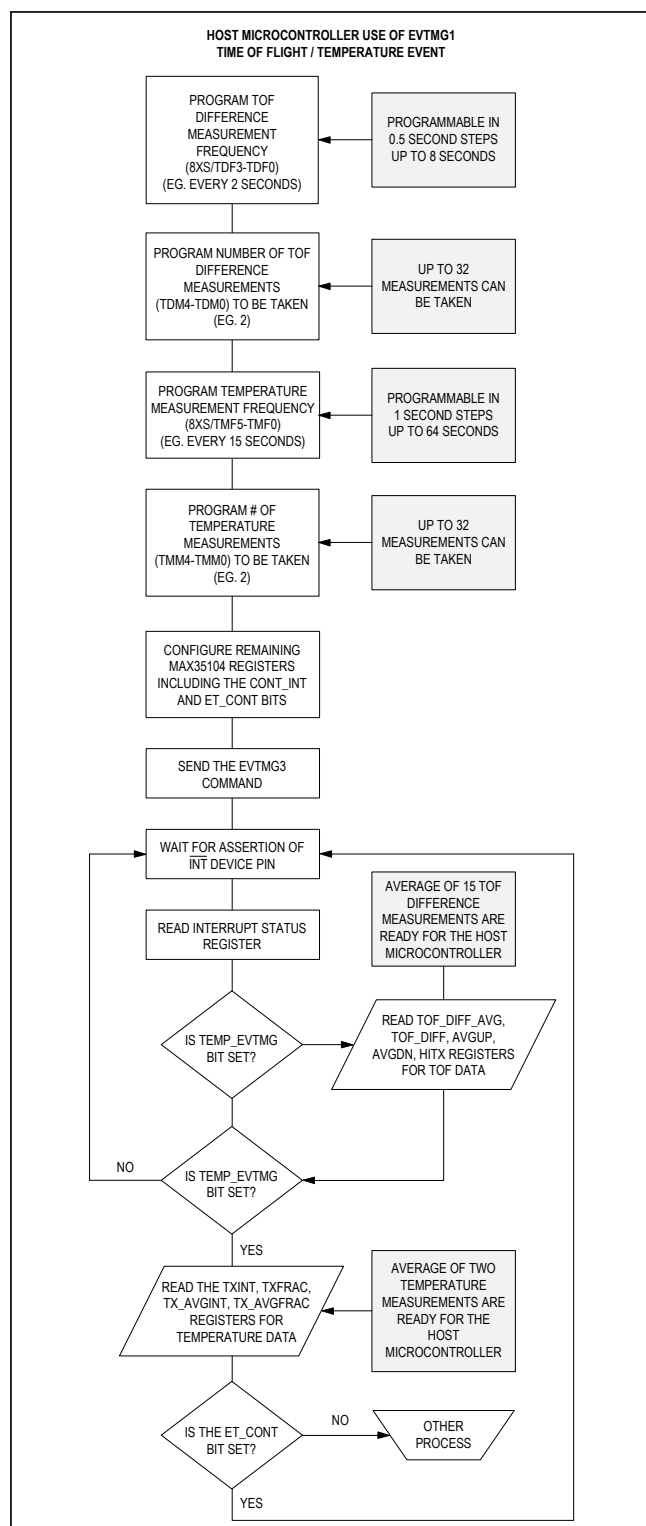 HOST MICROCONTROLLER USE OF EVTMG1
TIME OF FLIGHT / TEMPERATURE EVENT
PROGRAM TOF
DIFFERENCE
MEASUREMENT
FREQUENCY
(8XS/TDF3-TDF0)
(EG. EVERY 2 SECONDS)
PROGRAMMABLE IN
0.5 SECOND STEPS
UP TO 8 SECONDS
PROGRAM NUMBER OF TOF
DIFFERENCE
MEASUREMENTS
(TDM4-TDM0) TO BE TAKEN
(EG. 2)
UP TO 32
MEASUREMENTS CAN
BE TAKEN
PROGRAM TEMPERATURE
MEASUREMENT FREQUENCY
(8XS/TMF5-TMF0)
(EG. EVERY 15 SECONDS)
PROGRAMMABLE IN
1 SECOND STEPS
UP TO 64 SECONDS
PROGRAM # OF
TEMPERATURE
MEASUREMENTS
(TMM4-TMM0) TO BE TAKEN
(EG. 2)
UP TO 32
MEASUREMENTS CAN
BE TAKEN
CONFIGURE REMAINING
MAX35104 REGISTERS
INCLUDING THE CONT_INT
AND ET_CONT BITS
SEND THE EVTMG3
COMMAND
WAIT FOR ASSERTION OF
INT DEVICE PIN
AVERAGE OF 15 TOF
DIFFERENCE
MEASUREMENTS ARE
READY FOR THE HOST
MICROCONTROLLER
READ INTERRUPT STATUS
REGISTER
IS TEMP_EVTMG
BIT SET?
READ TOF_DIFF_AVG,
TOF_DIFF, AVGUP,
AVGDN, HITX REGISTERS
FOR TOF DATA
NO
IS TEMP_EVTMG
BIT SET?
YES
READ THE TXINT, TXFRAC,
TX_AVGINT, TX_AVGFRAC
REGISTERS FOR
TEMPERATURE DATA
AVERAGE OF TWO
TEMPERATURE
MEASUREMENTS ARE
READY FOR THE
HOST
MICROCONTROLLER
IS THE ET_CONT
BIT SET?
NO
OTHER
PROCESS
YES